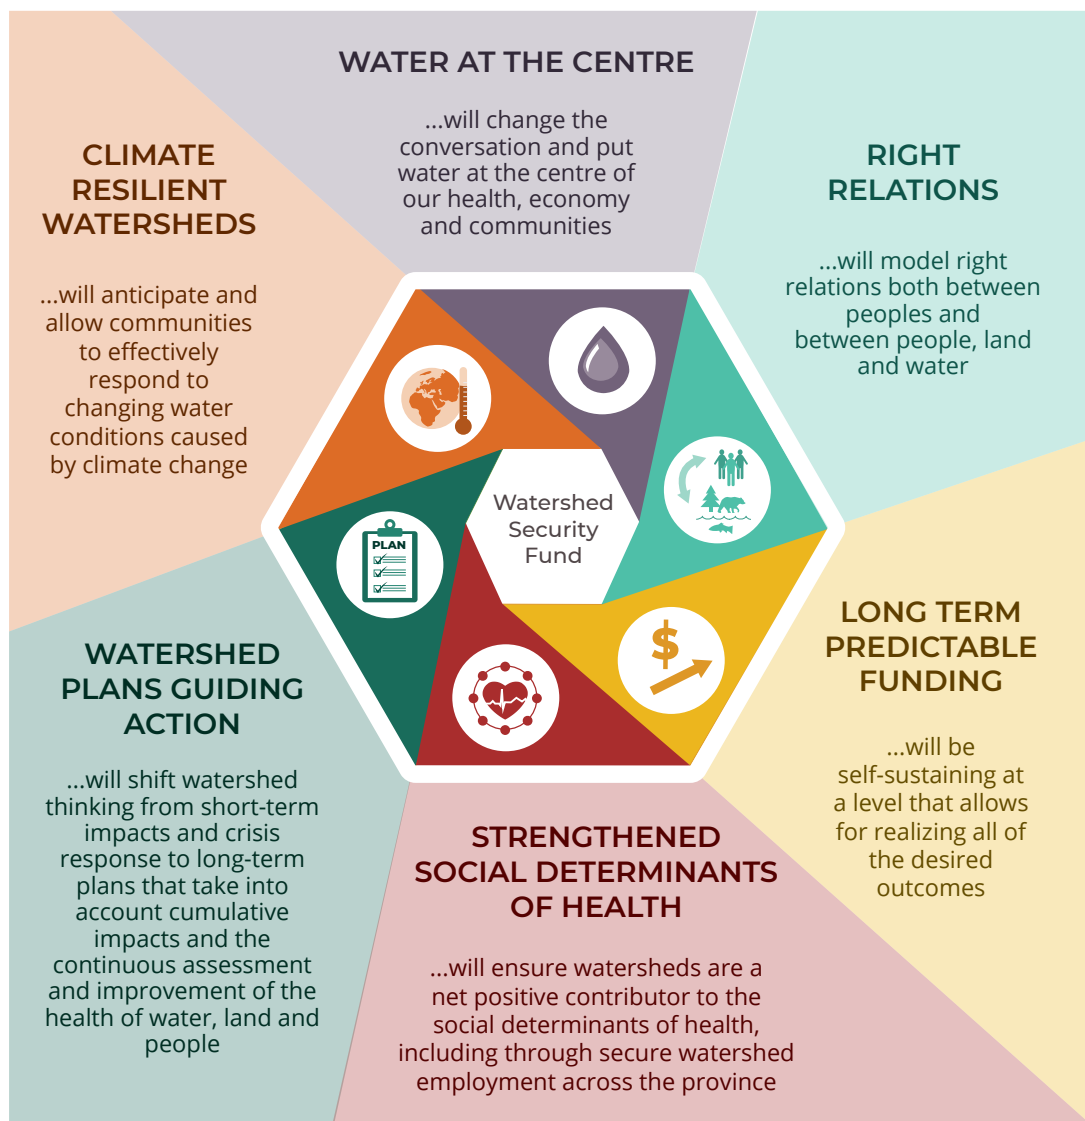 WATER AT THE CENTRE
...will change the
conversation and put
water at the centre of
our health, economy
and communities
RIGHT
RELATIONS
...will model right
relations both between
peoples and
between people, land
and water
LONG TERM
PREDICTABLE
FUNDING
...will be
self-sustaining at
a level that allows
for realizing all of
the desired
outcomes
STRENGTHENED
SOCIAL DETERMINANTS
OF HEALTH
...will ensure watersheds are a
net positive contributor to the
social determinants of health,
including through secure watershed
employment across the province
WATERSHED
PLANS GUIDING
ACTION
...will shift watershed
thinking from short-term
impacts and crisis
response to long-term
plans that take into
account cumulative
impacts and the
continuous assessment
and improvement of the
health of water, land and
people
CLIMATE
RESILIENT
WATERSHEDS
...will anticipate and
allow communities
to effectively
respond to
changing water
conditions caused
by climate change
Watershed
Security
Fund
PLAN
$